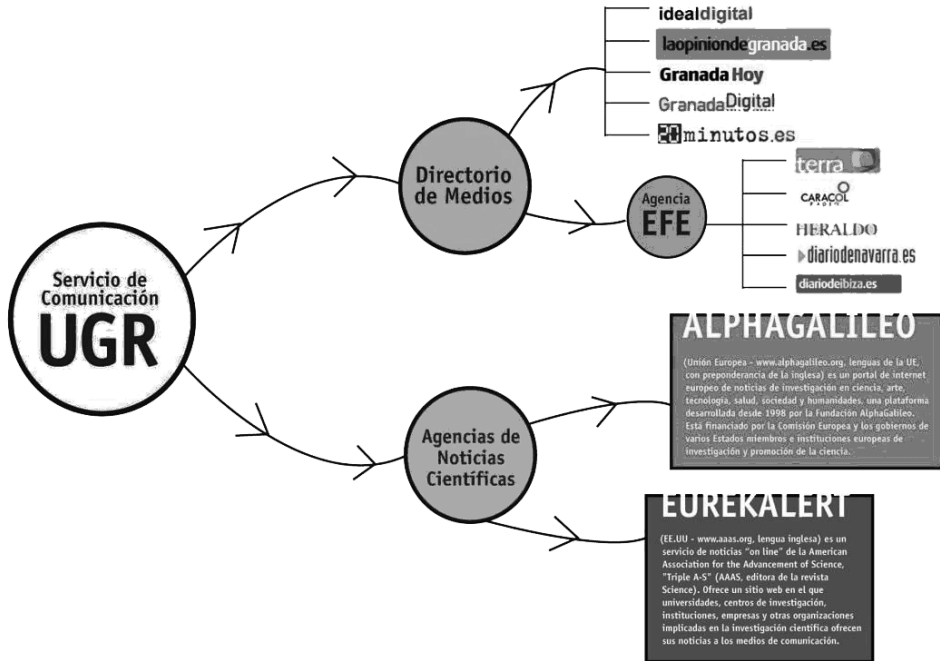 Servicio de
Comunicación
UGR
Directorio
de Medios
idealdigital
laopiniondegranada.es
Granada Hoy
GranadaDigital
20minutos.es
Agencia
EFE
terra
CARACOL
RADIO
HERALDO
diariodenavarra.es
diariodeibiza.es
Agencias de
Noticias
Científicas
ALPHAGALILEO
(Unión Europea - www.alphagalileo.org, lenguas de la UE,
con preponderancia de la inglesa) es un portal de internet
europeo de noticias de investigación en ciencia, arte,
tecnología, salud, sociedad y humanidades, una plataforma
desarrollada desde 1998 por la Fundación AlphaGalileo.
Está financiado por la Comisión Europea y los gobiernos de
varios Estados miembros e instituciones europeas de
investigación y promoción de la ciencia.
EUREKALERT
(EE.UU - www.aaas.org, lengua inglesa) es un
servicio de noticias "on line" de la American
Association for the Advancement of Science,
"Triple A-S" (AAAS, editora de la revista
Science). Ofrece un sitio web en el que
universidades, centros de investigación,
instituciones, empresas y otras organizaciones
implicadas en la investigación científica ofrecen
sus noticias a los medios de comunicación.